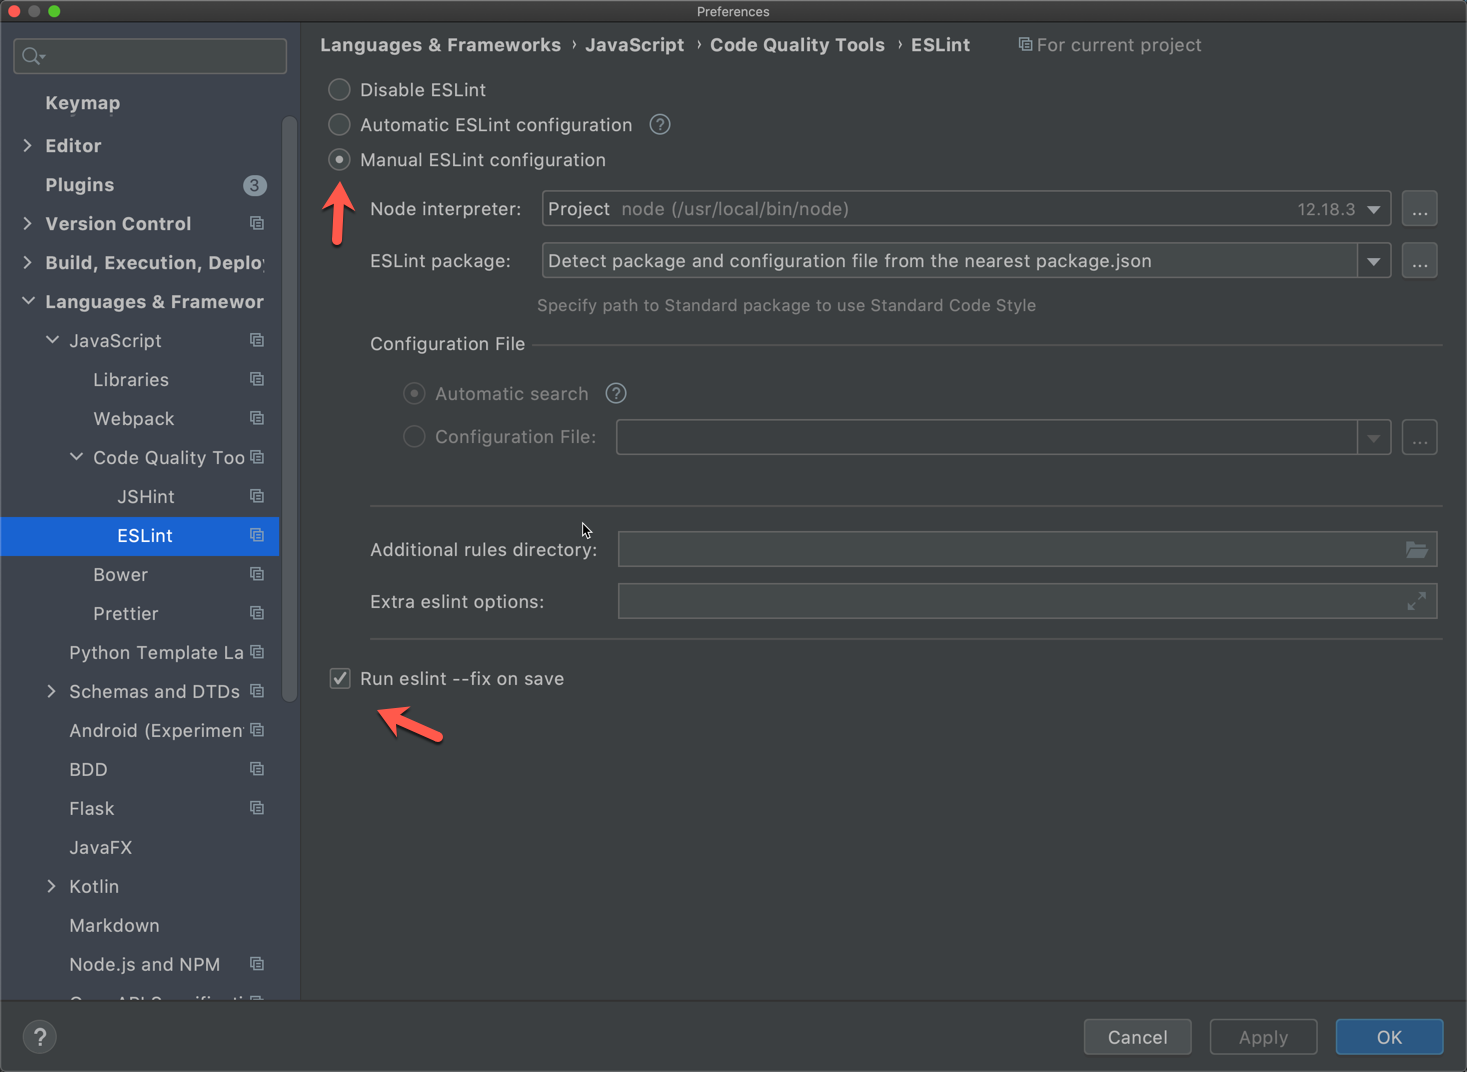 Preferences
Languages & Frameworks › JavaScript › Code Quality Tools › ESLint For current project
Keymap
Editor
Plugins 3
Version Control
Build, Execution, Deplo
Languages & Framewor
JavaScript
Libraries
Webpack
Code Quality Too
JSHint
ESLint
Bower
Prettier
Python Template La
Schemas and DTDs
Android (Experimen
BDD
Flask
JavaFX
Kotlin
Markdown
Node.js and NPM
Disable ESLint
Automatic ESLint configuration ?
Manual ESLint configuration
Node interpreter: Project node (/usr/local/bin/node) 12.18.3 ...
ESLint package: Detect package and configuration file from the nearest package.json ...
Specify path to Standard package to use Standard Code Style
Configuration File
Automatic search ?
Configuration File: ...
Additional rules directory:
Extra eslint options:
Run eslint --fix on save
? Cancel Apply OK